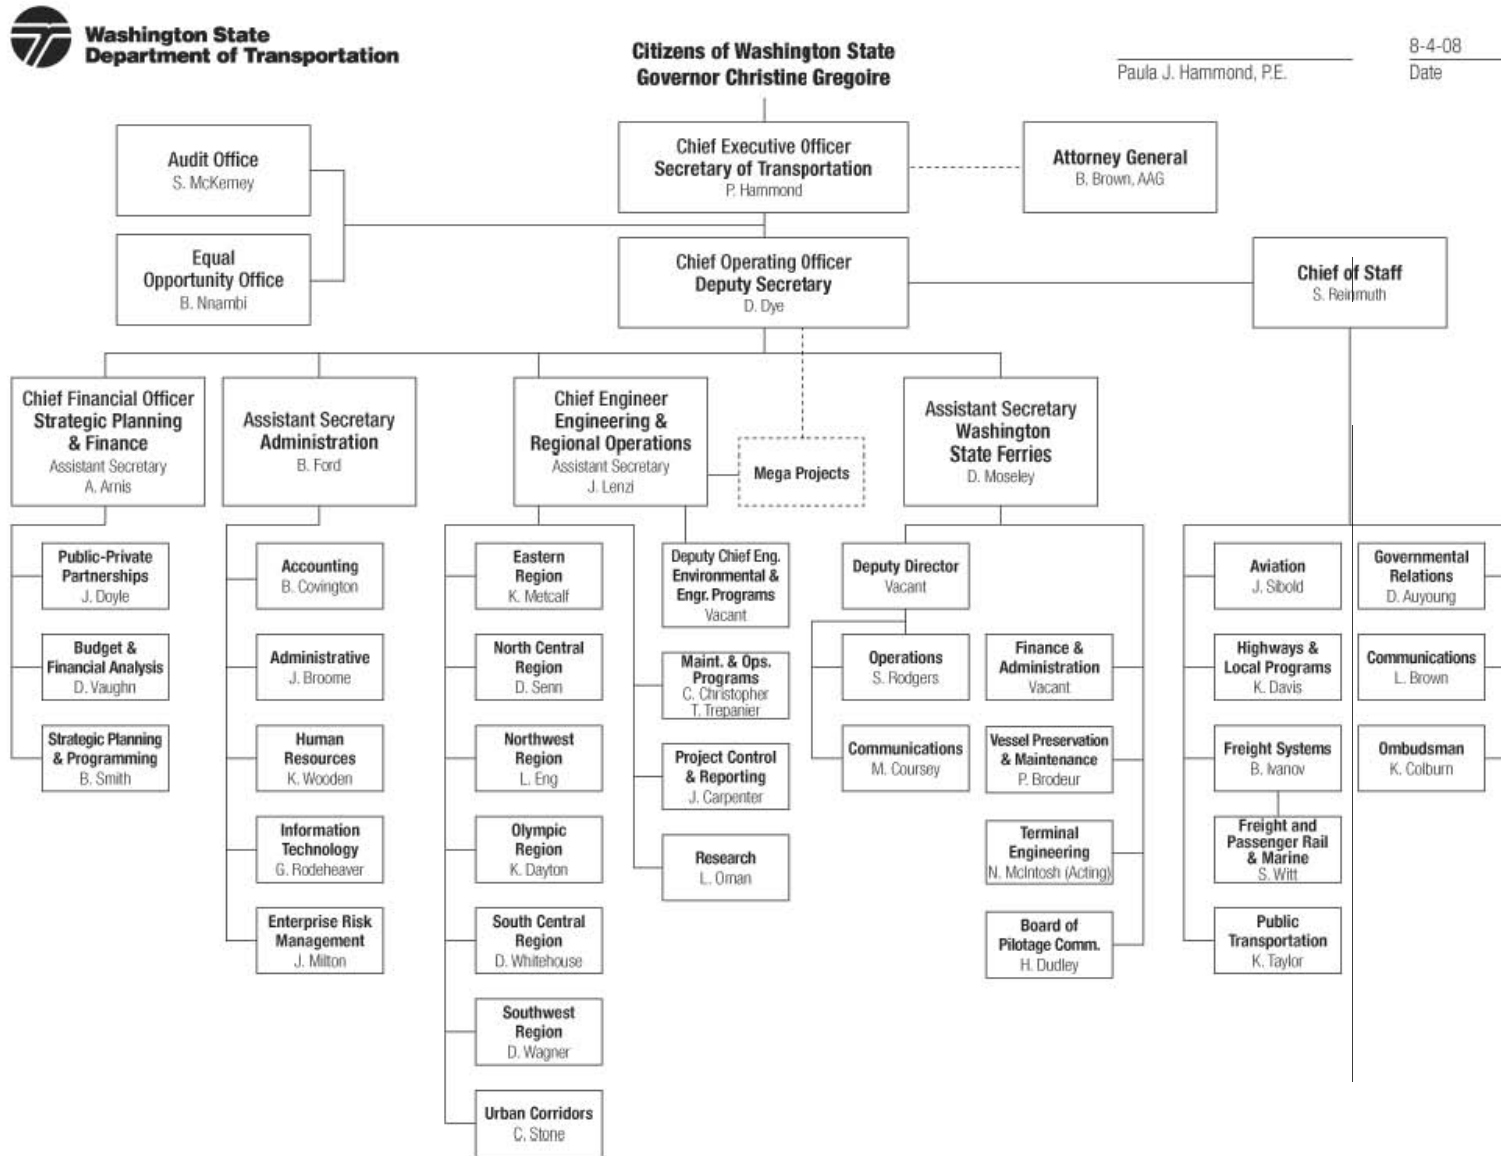 Washington State
Department of Transportation
Citizens of Washington State
Governor Christine Gregoire
Paula J. Hammond, P.E.
8-4-08
Date
Audit Office
S. McKerney
Chief Executive Officer
Secretary of Transportation
P. Hammond
Attorney General
B. Brown, AAG
Equal
Opportunity Office
B. Nnambi
Chief Operating Officer
Deputy Secretary
D. Dye
Chief of Staff
S. Reinmuth
Chief Financial Officer
Strategic Planning
& Finance
Assistant Secretary
A. Arnis
Assistant Secretary
Administration
B. Ford
Chief Engineer
Engineering &
Regional Operations
Assistant Secretary
J. Lenzi
Mega Projects
Assistant Secretary
Washington
State Ferries
D. Moseley
Public-Private
Partnerships
J. Doyle
Budget &
Financial Analysis
D. Vaughn
Strategic Planning
& Programming
B. Smith
Accounting
B. Covington
Administrative
J. Broome
Human
Resources
K. Wooden
Information
Technology
G. Rodeheaver
Enterprise Risk
Management
J. Milton
Eastern
Region
K. Metcalf
North Central
Region
D. Senn
Northwest
Region
L. Eng
Olympic
Region
K. Dayton
South Central
Region
D. Whitehouse
Southwest
Region
D. Wagner
Urban Corridors
C. Stone
Deputy Chief Eng.
Environmental &
Engr. Programs
Vacant
Maint. & Ops.
Programs
C. Christopher
T. Trepanier
Project Control
& Reporting
J. Carpenter
Research
L. Oman
Deputy Director
Vacant
Operations
S. Rodgers
Communications
M. Coursey
Finance &
Administration
Vacant
Vessel Preservation
& Maintenance
P. Brodeur
Terminal
Engineering
N. McIntosh (Acting)
Board of
Pilotage Comm.
H. Dudley
Aviation
J. Sibold
Highways &
Local Programs
K. Davis
Freight Systems
B. Ivanov
Freight and
Passenger Rail
& Marine
S. Witt
Public
Transportation
K. Taylor
Governmental
Relations
D. Auyoung
Communications
L. Brown
Ombudsman
K. Colburn